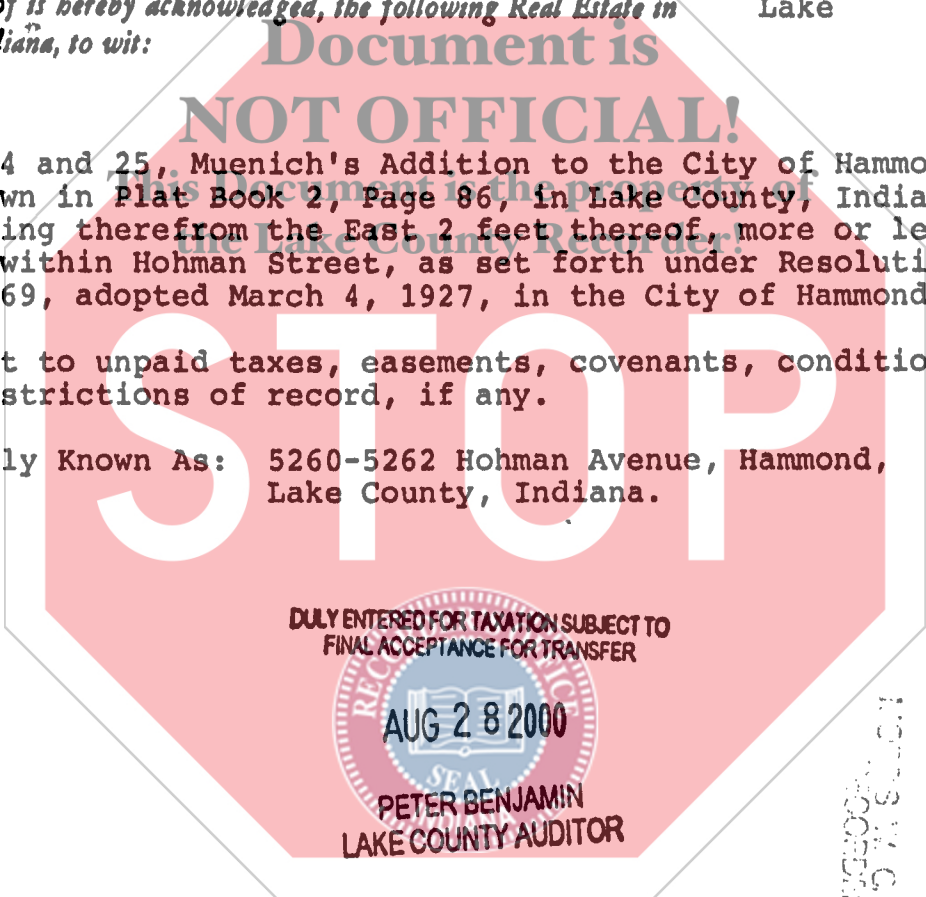 of is hereby acknowledged, the following Real Estate in Lake
iana, to wit:
Document is
NOT OFFICIAL!
4 and 25, Muenich's Addition to the City of Hammo
wn in Plat Book 2, Page 86, in Lake County, India
This Document is the property of
ing therefrom the East 2 feet thereof, more or le
the Lake County Recorder!
within Hohman Street, as set forth under Resoluti
69, adopted March 4, 1927, in the City of Hammond
STOP
t to unpaid taxes, easements, covenants, conditio
strictions of record, if any.
ly Known As: 5260-5262 Hohman Avenue, Hammond,
Lake County, Indiana.
DULY ENTERED FOR TAXATION SUBJECT TO
FINAL ACCEPTANCE FOR TRANSFER
AUG 28 2000
SEAL
INDIANA
PETER BENJAMIN
LAKE COUNTY AUDITOR